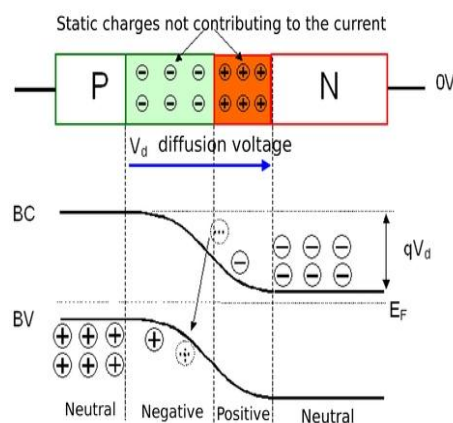 Static charges not contributing to the current
P
N
0V
Vd diffusion voltage
BC
qVd
EF
BV
Neutral
Negative
Positive
Neutral